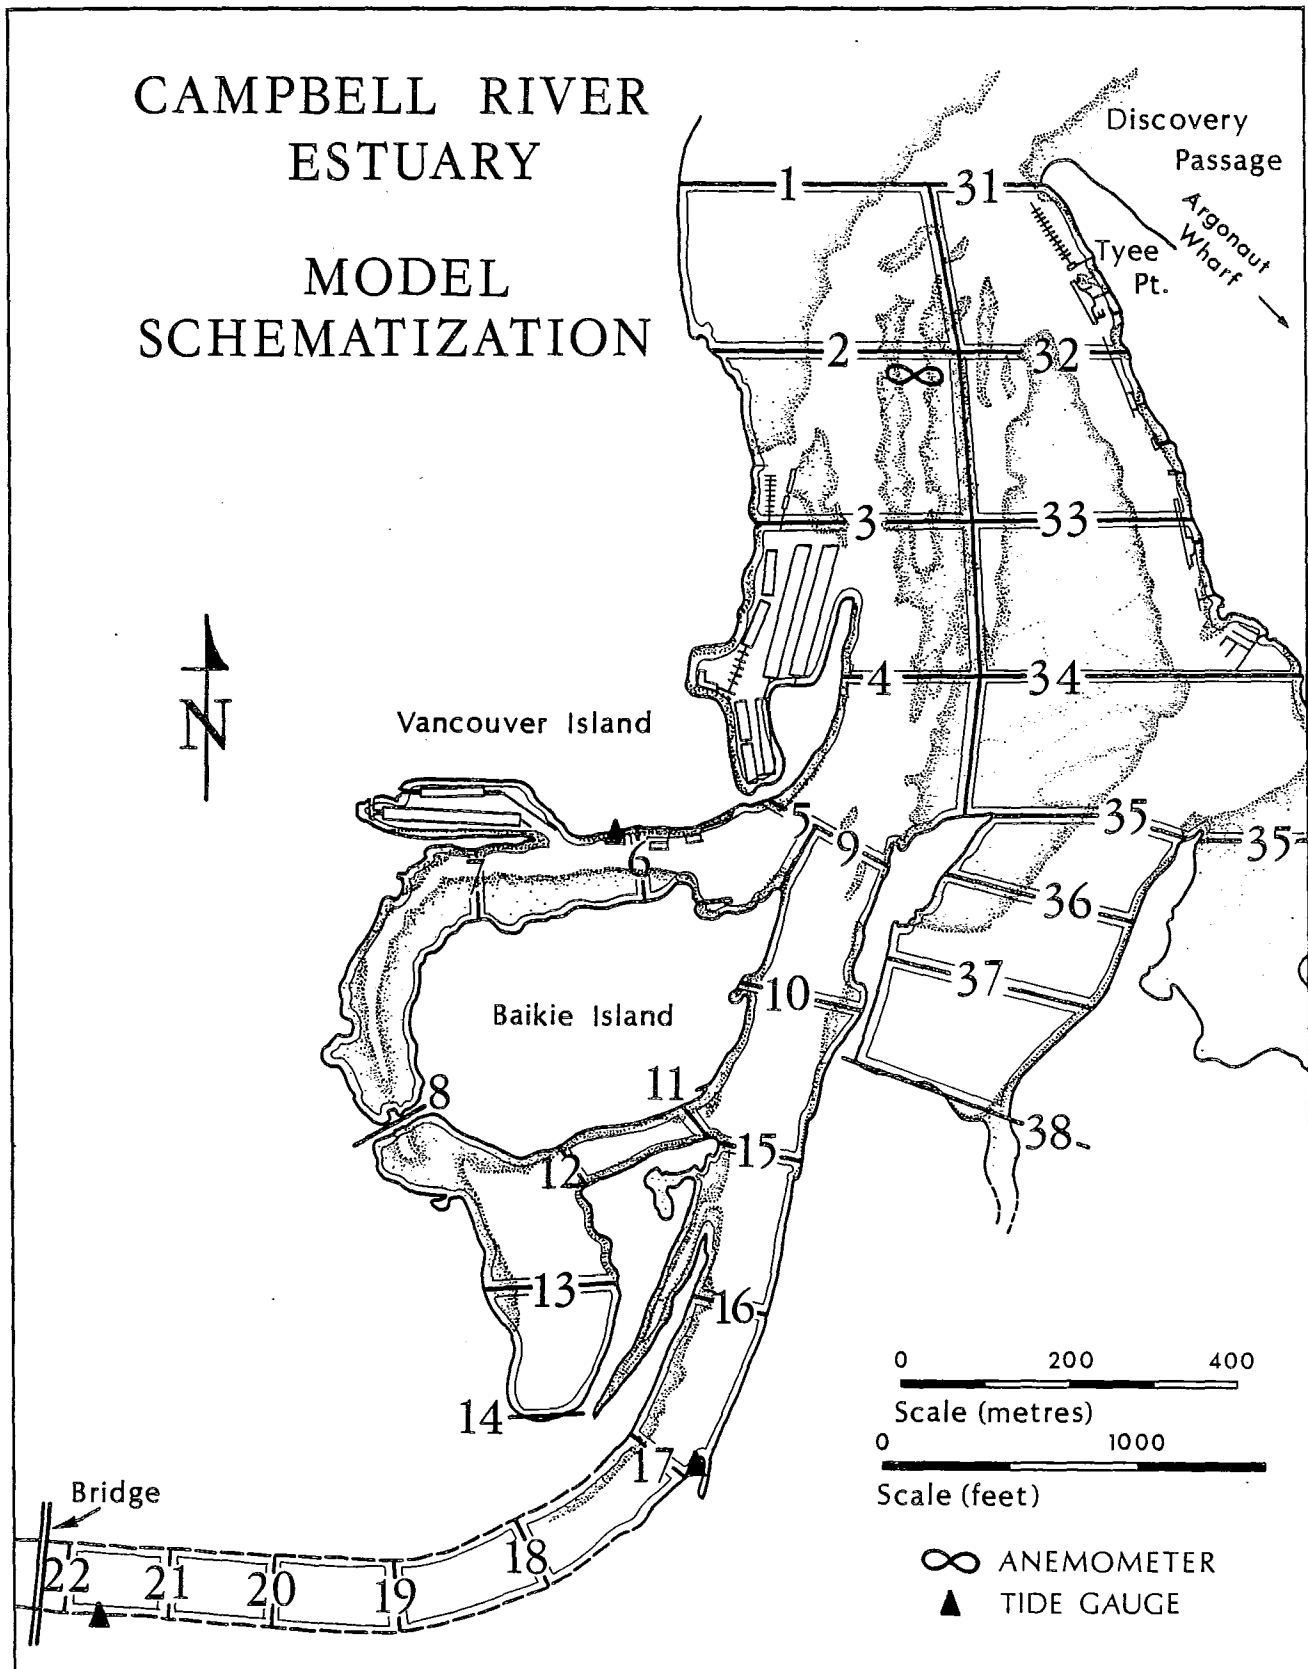 CAMPBELL RIVER
ESTUARY
MODEL
SCHEMATIZATION
Discovery
Passage
Argonaut
Wharf
Tyee
Pt.
1
31
2
32
3
33
N
Vancouver Island
4
34
5
35
35
6
9
7
36
37
10
Baikie Island
11
8
38
15
12
13
16
14
17
0 200 400
Scale (metres)
0 1000
Scale (feet)
Bridge
18
22
21
20
19
ANEMOMETER
TIDE GAUGE